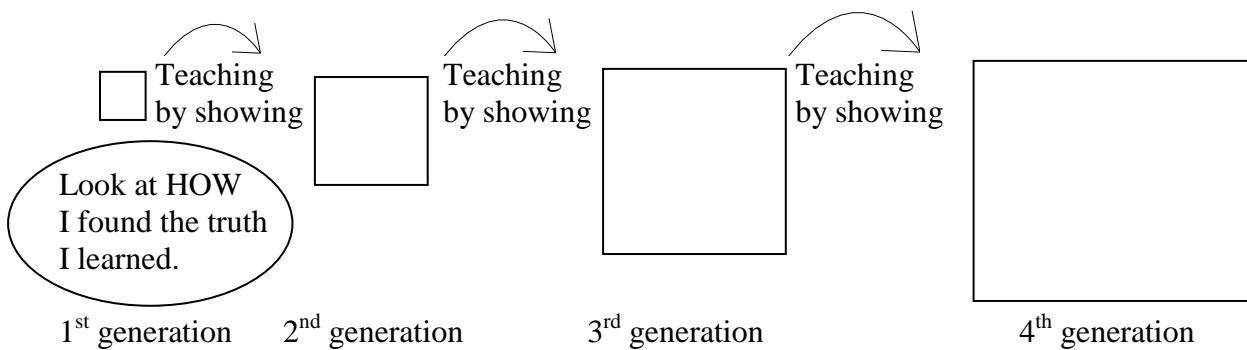 Teaching
by showing
Teaching
by showing
Teaching
by showing
Look at HOW
I found the truth
I learned.
1st generation
2nd generation
3rd generation
4th generation